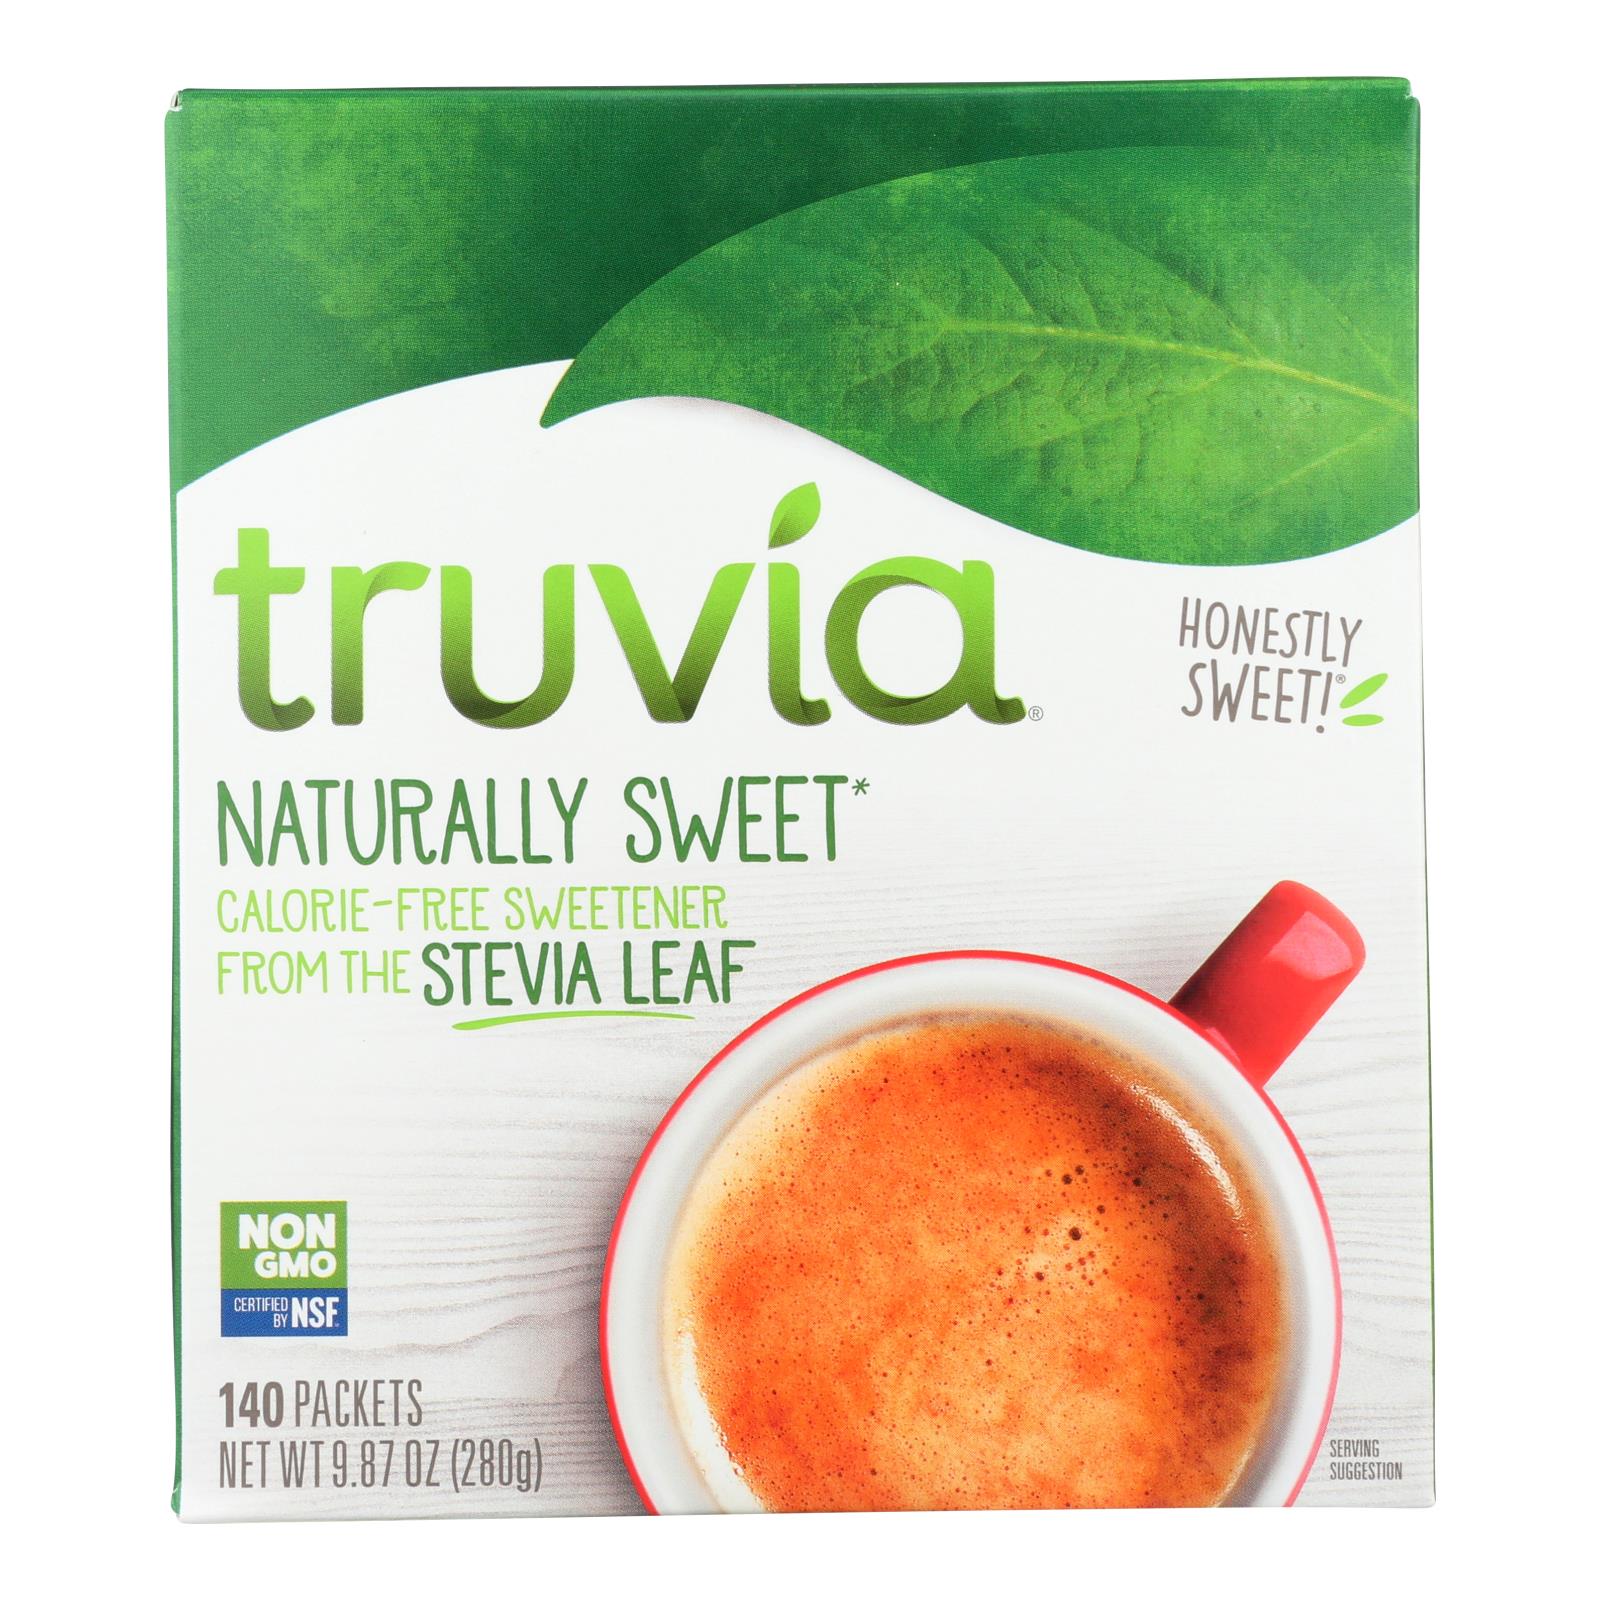 truvía®
HONESTLY
SWEET!®
NATURALLY SWEET*
CALORIE-FREE SWEETENER
FROM THE STEVIA LEAF
NON
GMO
CERTIFIED
BY NSF
140 PACKETS
NET WT 9.87 OZ (280g)
SERVING
SUGGESTION